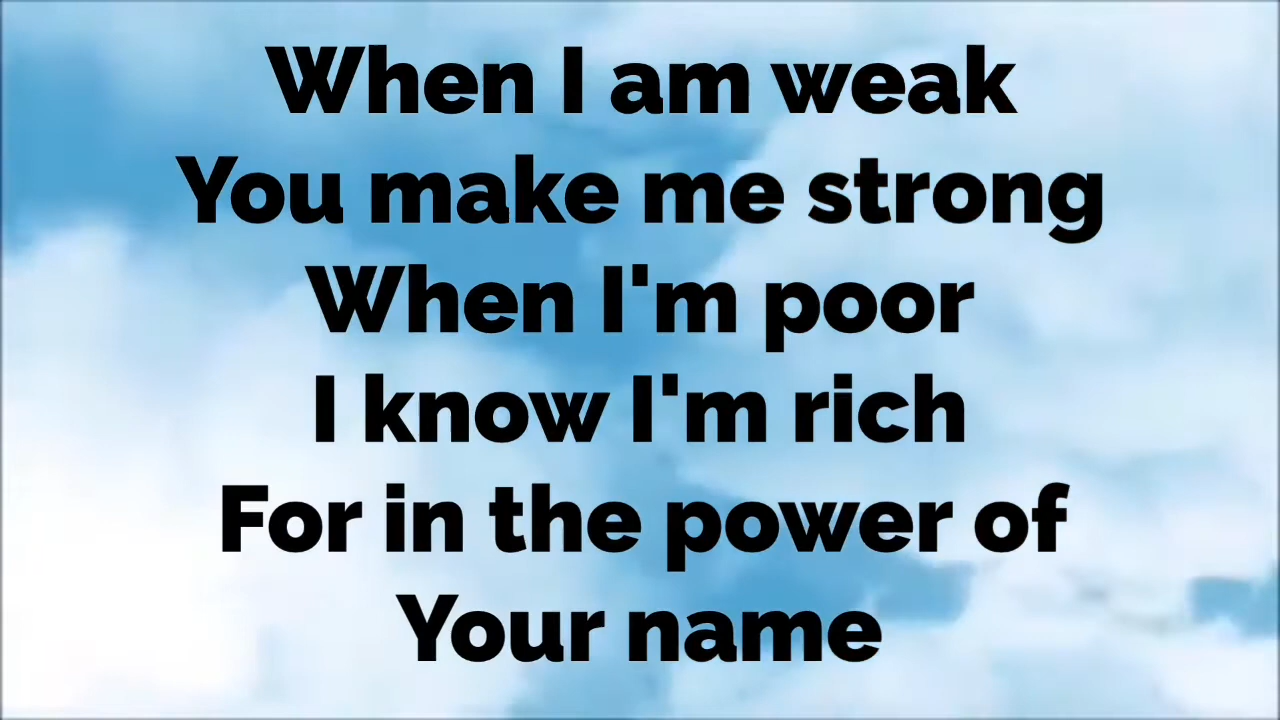 When I am weak
You make me strong
When I'm poor
I know I'm rich
For in the power of
Your name